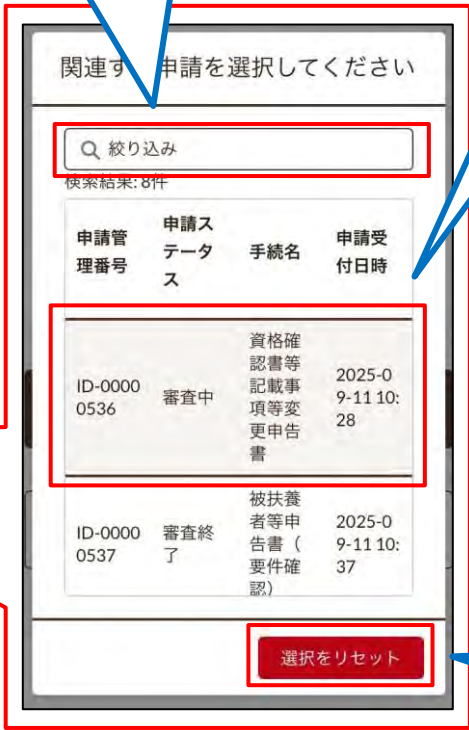 関連す 申請を選択してください
絞り込み
検索結果: 8件
申請管
理番号
申請ス
テータ
ス
手続名
申請受
付日時
ID-0000
0536
審査中
資格確
認書等
記載事
項等変
更申告
書
2025-0
9-11 10:
28
ID-0000
0537
審査終
了
被扶養
者等申
告書（
要件確
認）
2025-0
9-11 10:
37
選択をリセット